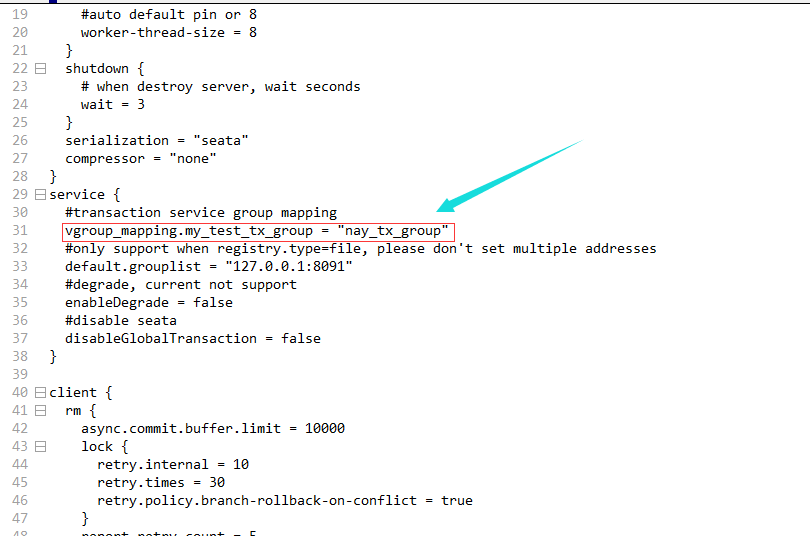 19 #auto default pin or 8
20 worker-thread-size = 8
21 }
22 shutdown {
23 # when destroy server, wait seconds
24 wait = 3
25 }
26 serialization = "seata"
27 compressor = "none"
28 }
29 service {
30 #transaction service group mapping
31 vgroup_mapping.my_test_tx_group = "nay_tx_group"
32 #only support when registry.type=file, please don't set multiple addresses
33 default.grouplist = "127.0.0.1:8091"
34 #degrade, current not support
35 enableDegrade = false
36 #disable seata
37 disableGlobalTransaction = false
38 }
39
40 client {
41 rm {
42 async.commit.buffer.limit = 10000
43 lock {
44 retry.internal = 10
45 retry.times = 30
46 retry.policy.branch-rollback-on-conflict = true
47 }
48 report.retry.count = 5